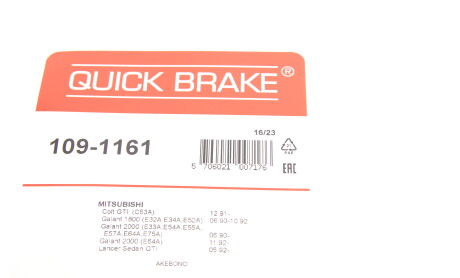 QUICK BRAKE®
16/23
109-1161
5 706021 607176
21
PAP
EAC
MITSUBISHI
Colt GTI (C53A) 12.91-
Galant 1800 (E32A,E34A,E52A) 06.90-10.92
Galant 2000 (E33A,E54A,E55A,
E57A,E64A,E75A) 06.90-
Galant 2000 (E64A) 11.92-
Lancer Sedan GTI 05.92-
AKEBONO